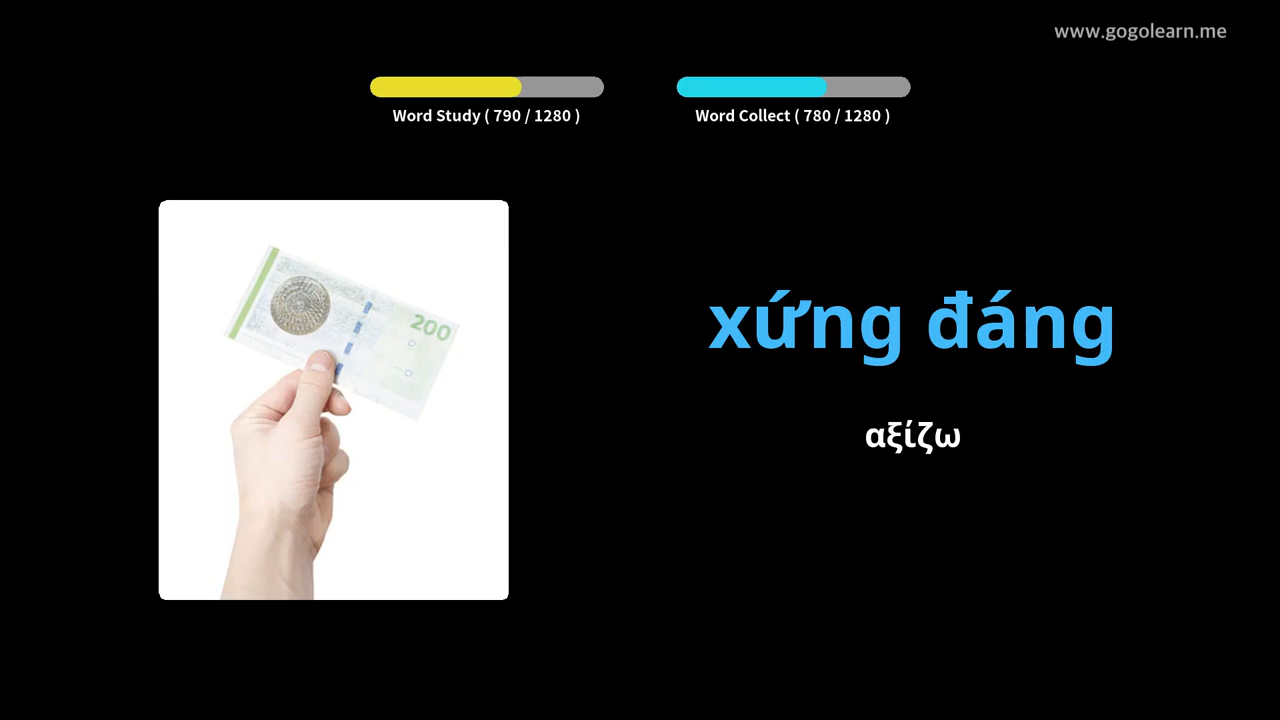 www.gogolearn.me
Word Study ( 790 / 1280 )
Word Collect ( 780 / 1280 )
200
xứng đáng
αξίζω